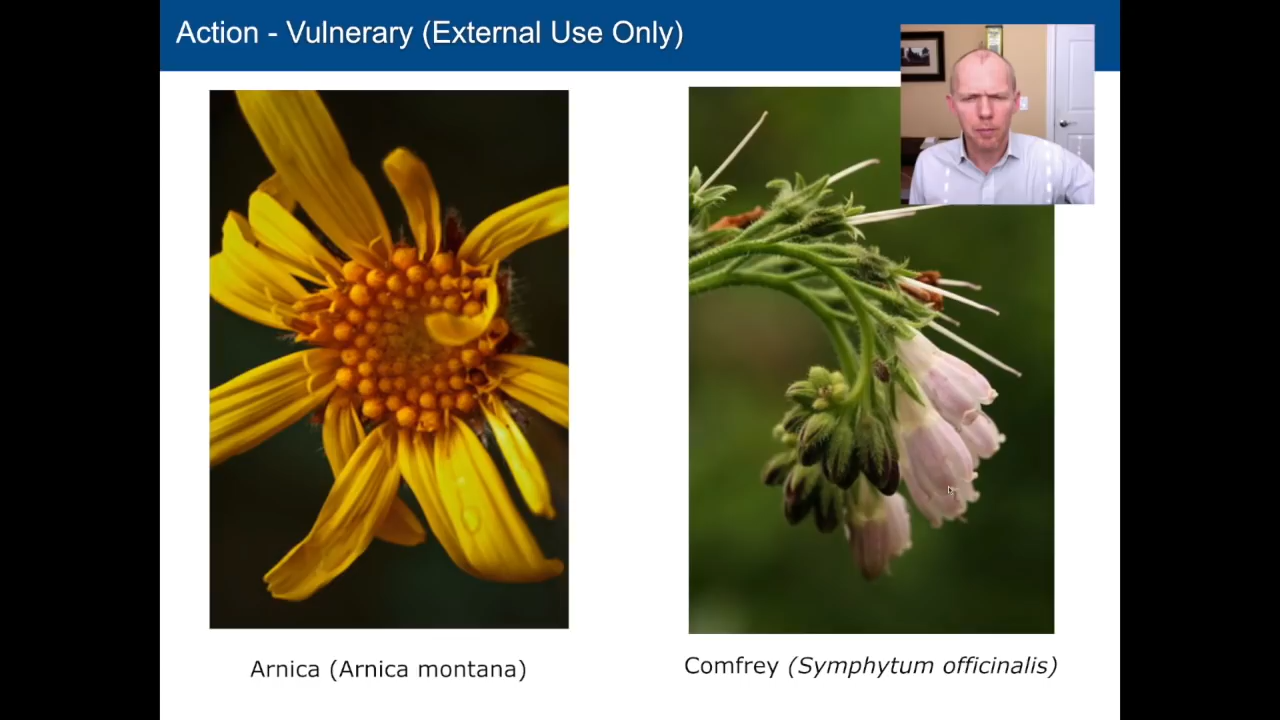 Action - Vulnerary (External Use Only)
Arnica (Arnica montana)
Comfrey (Symphytum officinalis)